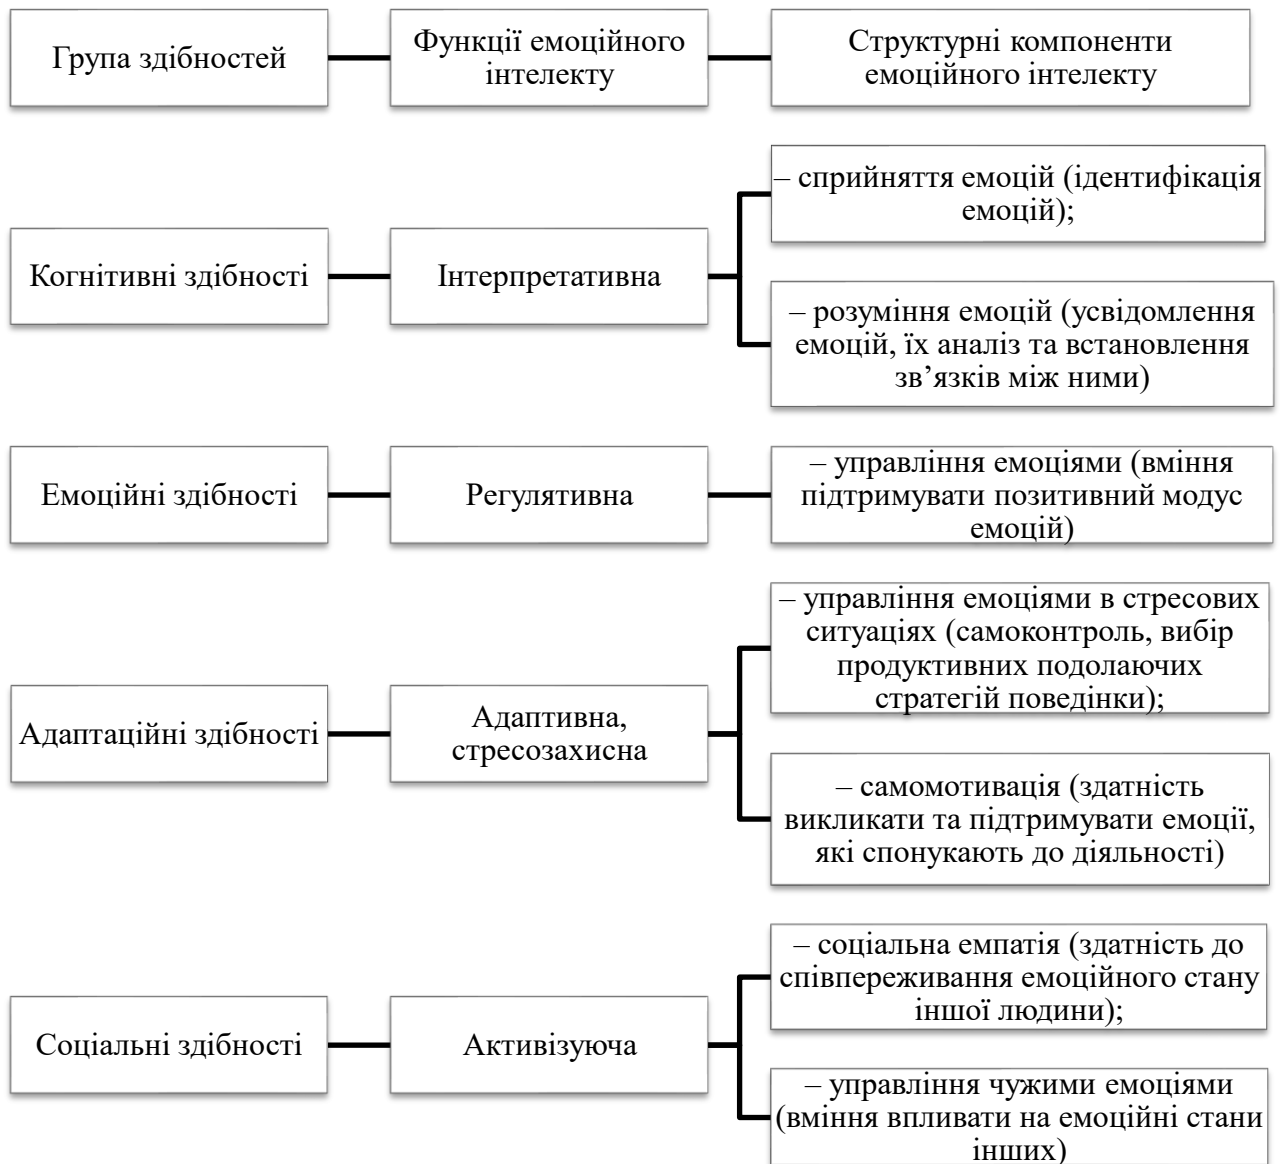 Група здібностей
Функції емоційного
інтелекту
Структурні компоненти
емоційного інтелекту
Когнітивні здібності
Інтерпретативна
– сприйняття емоцій (ідентифікація
емоцій);
– розуміння емоцій (усвідомлення
емоцій, їх аналіз та встановлення
зв’язків між ними)
Емоційні здібності
Регулятивна
– управління емоціями (вміння
підтримувати позитивний модус
емоцій)
Адаптаційні здібності
Адаптивна,
стресозахисна
– управління емоціями в стресових
ситуаціях (самоконтроль, вибір
продуктивних подолаючих
стратегій поведінки);
– самомотивація (здатність
викликати та підтримувати емоції,
які спонукають до діяльності)
Соціальні здібності
Активізуюча
– соціальна емпатія (здатність до
співпереживання емоційного стану
іншої людини);
– управління чужими емоціями
(вміння впливати на емоційні стани
інших)